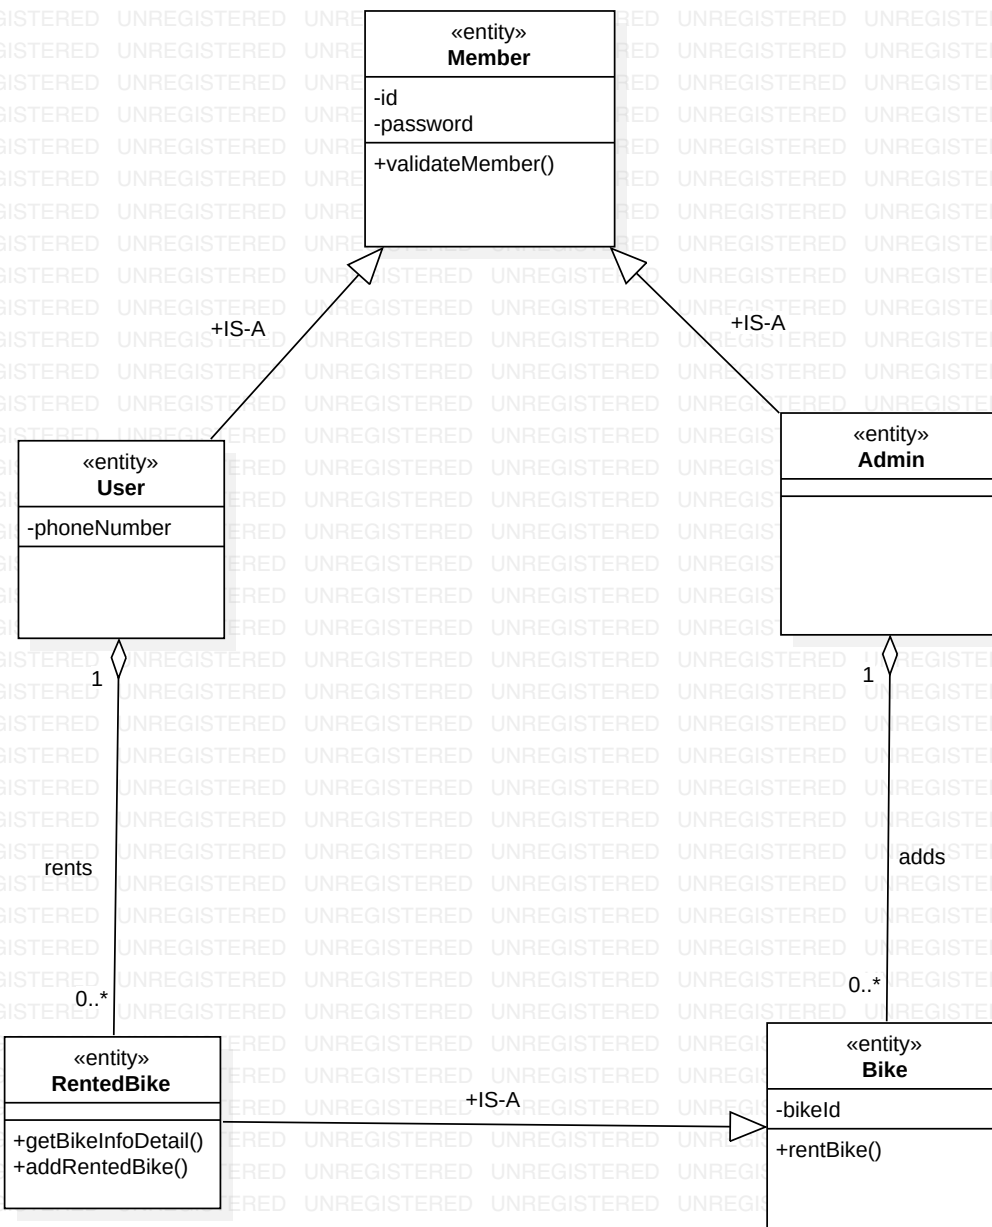 «entity»
Member
-id
-password
+validateMember()
+IS-A
+IS-A
«entity»
User
-phoneNumber
«entity»
Admin
1
1
rents
adds
0..*
0..*
«entity»
RentedBike
+getBikeInfoDetail()
+addRentedBike()
+IS-A
«entity»
Bike
-bikeId
+rentBike()
UNREGISTERED